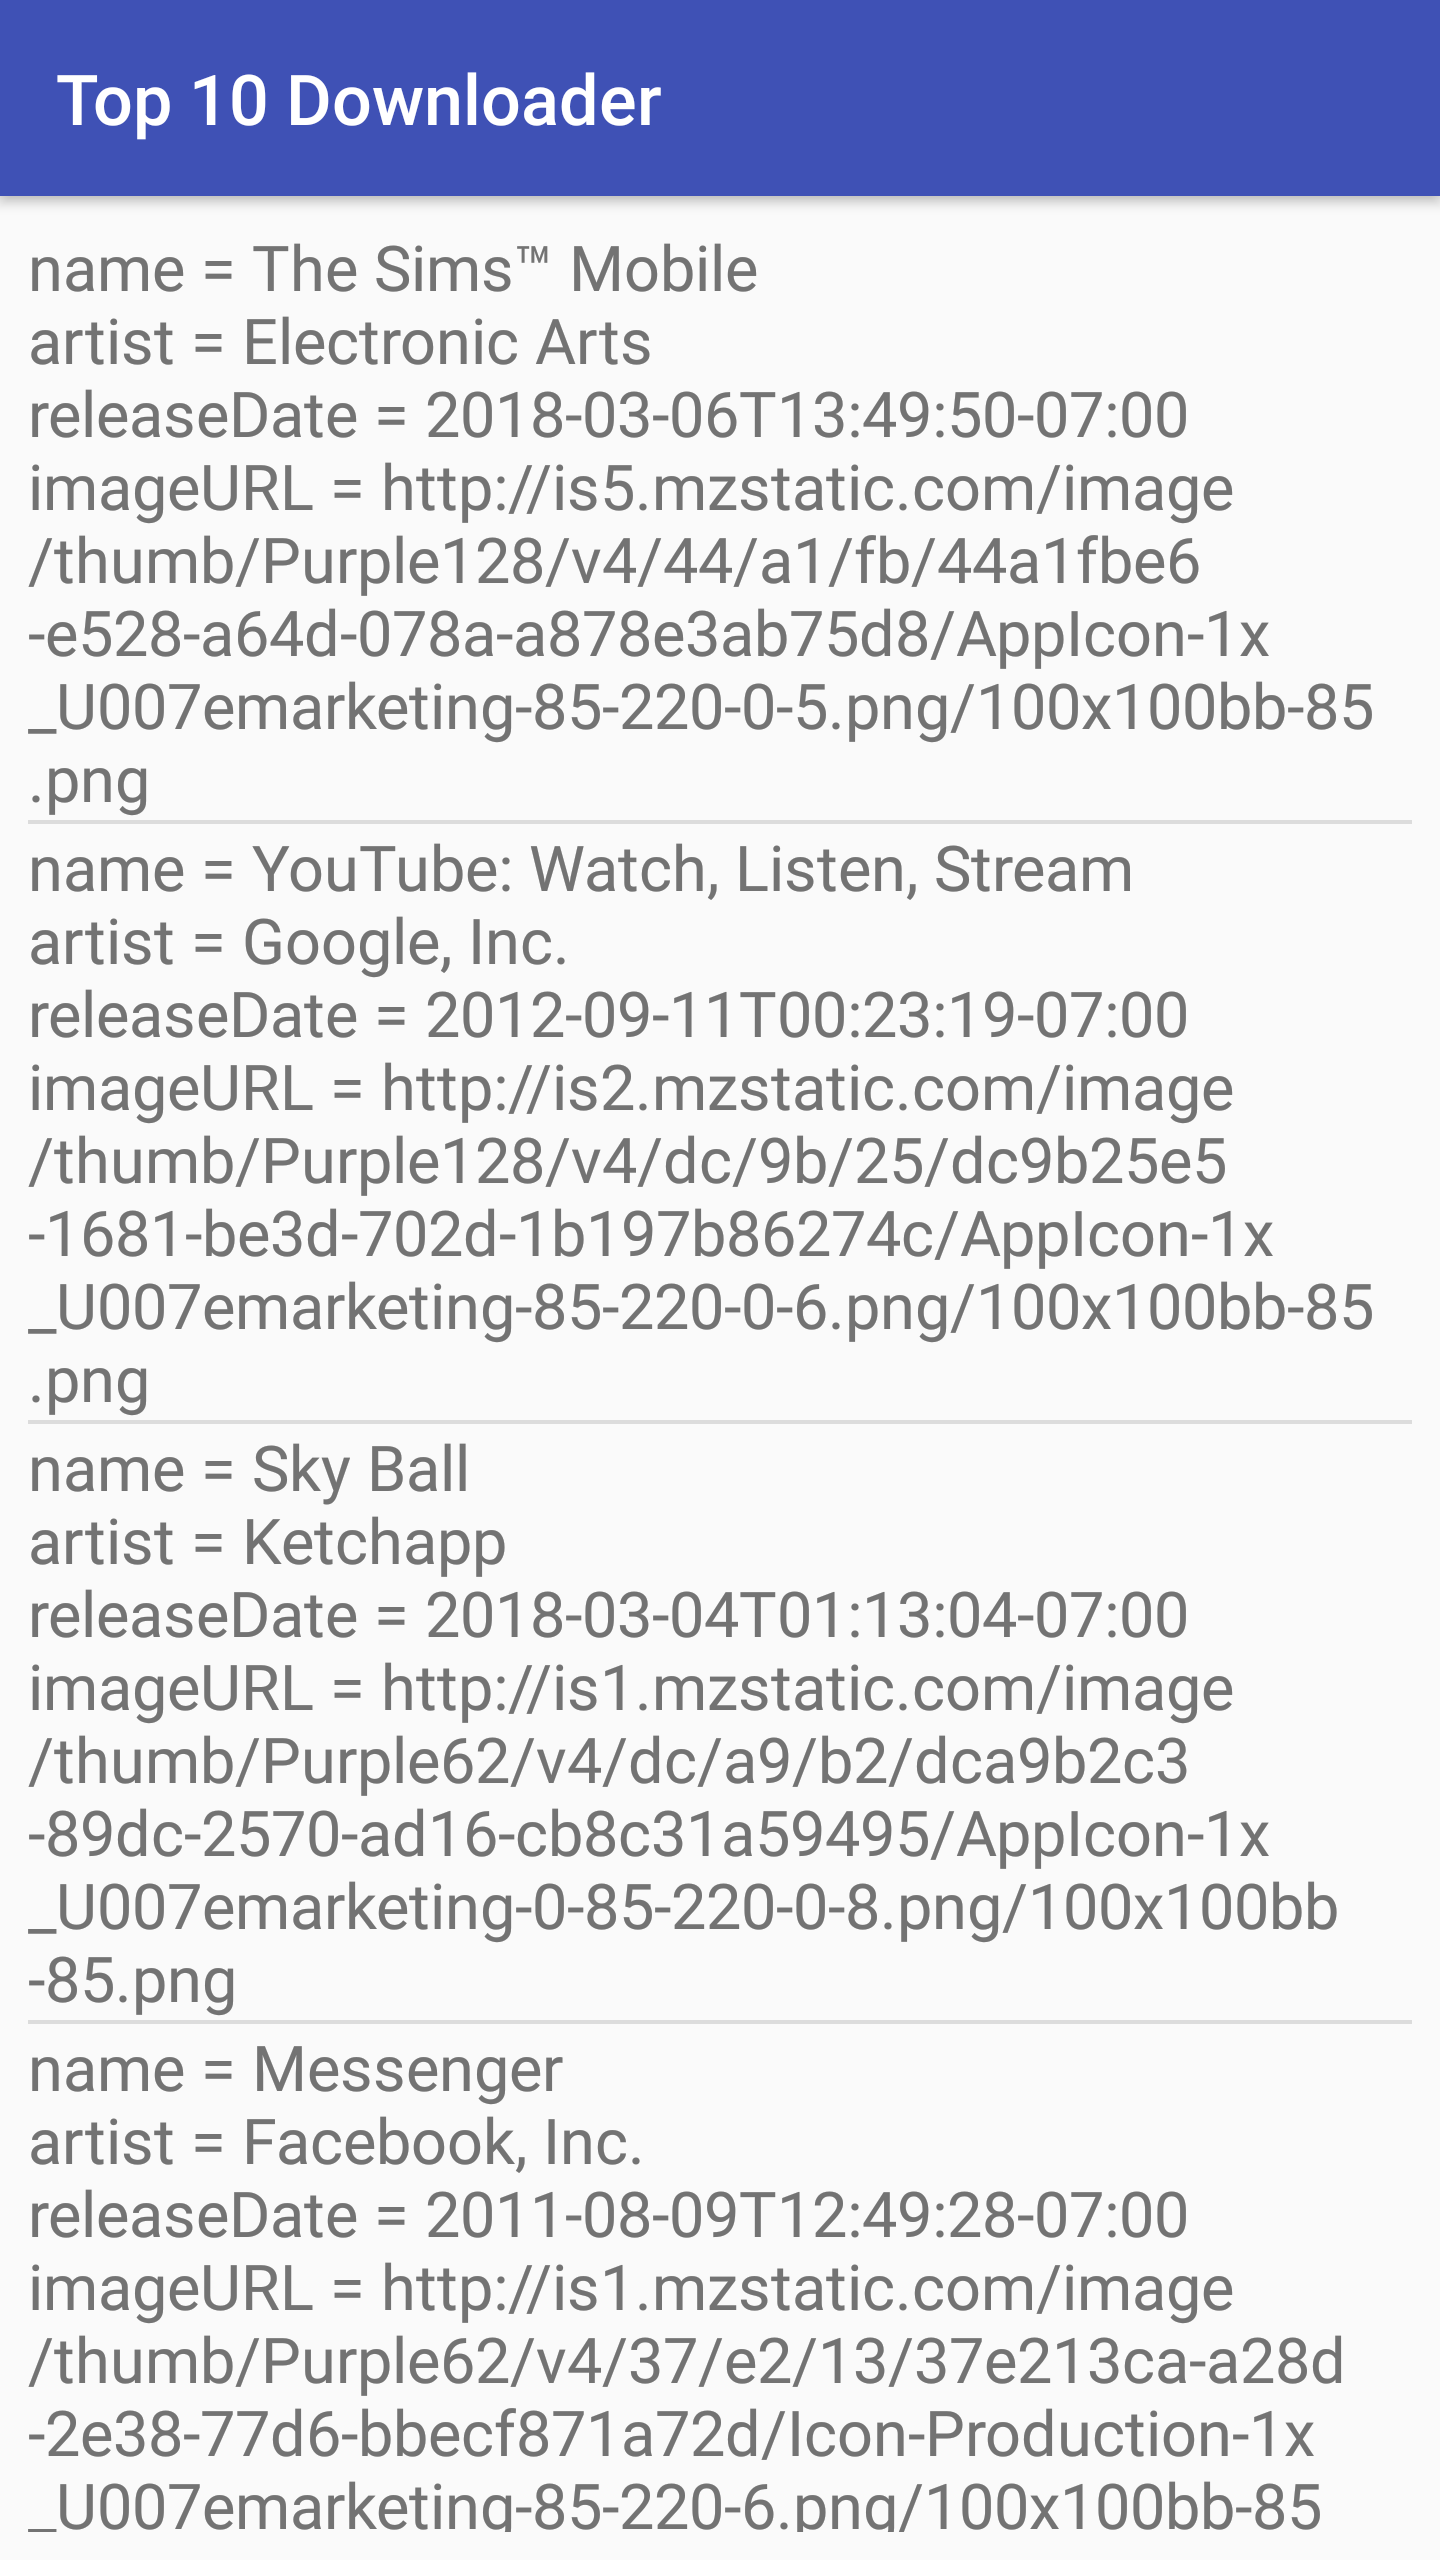 Top 10 Downloader
name = The Sims™ Mobile
artist = Electronic Arts
releaseDate = 2018-03-06T13:49:50-07:00
imageURL = http://is5.mzstatic.com/image
/thumb/Purple128/v4/44/a1/fb/44a1fbe6
-e528-a64d-078a-a878e3ab75d8/AppIcon-1x
_U007emarketing-85-220-0-5.png/100x100bb-85
.png
name = YouTube: Watch, Listen, Stream
artist = Google, Inc.
releaseDate = 2012-09-11T00:23:19-07:00
imageURL = http://is2.mzstatic.com/image
/thumb/Purple128/v4/dc/9b/25/dc9b25e5
-1681-be3d-702d-1b197b86274c/AppIcon-1x
_U007emarketing-85-220-0-6.png/100x100bb-85
.png
name = Sky Ball
artist = Ketchapp
releaseDate = 2018-03-04T01:13:04-07:00
imageURL = http://is1.mzstatic.com/image
/thumb/Purple62/v4/dc/a9/b2/dca9b2c3
-89dc-2570-ad16-cb8c31a59495/AppIcon-1x
_U007emarketing-0-85-220-0-8.png/100x100bb
-85.png
name = Messenger
artist = Facebook, Inc.
releaseDate = 2011-08-09T12:49:28-07:00
imageURL = http://is1.mzstatic.com/image
/thumb/Purple62/v4/37/e2/13/37e213ca-a28d
-2e38-77d6-bbecf871a72d/Icon-Production-1x
_U007emarketing-85-220-6.png/100x100bb-85